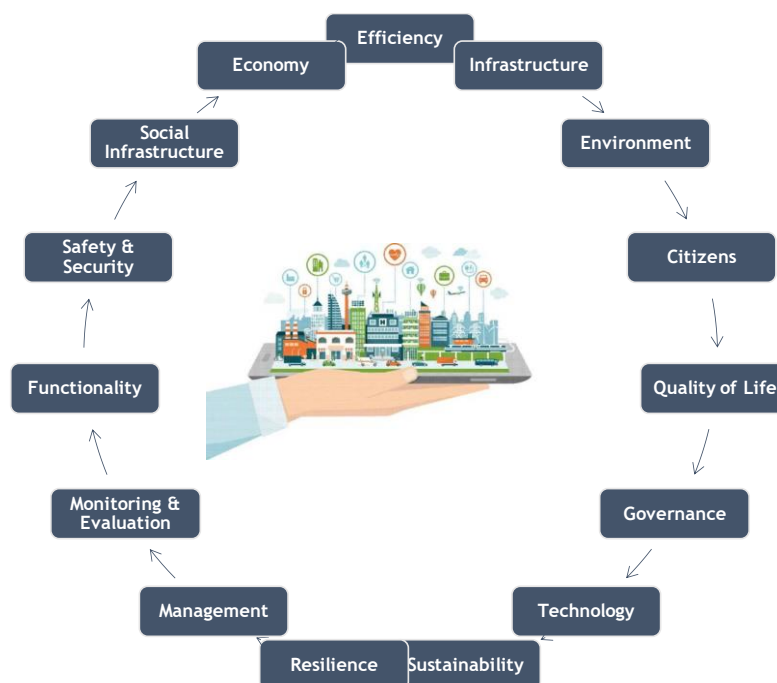 Efficiency
Infrastructure
Environment
Citizens
Quality of Life
Governance
Technology
Sustainability
Resilience
Management
Monitoring &
Evaluation
Functionality
Safety &
Security
Social
Infrastructure
Economy